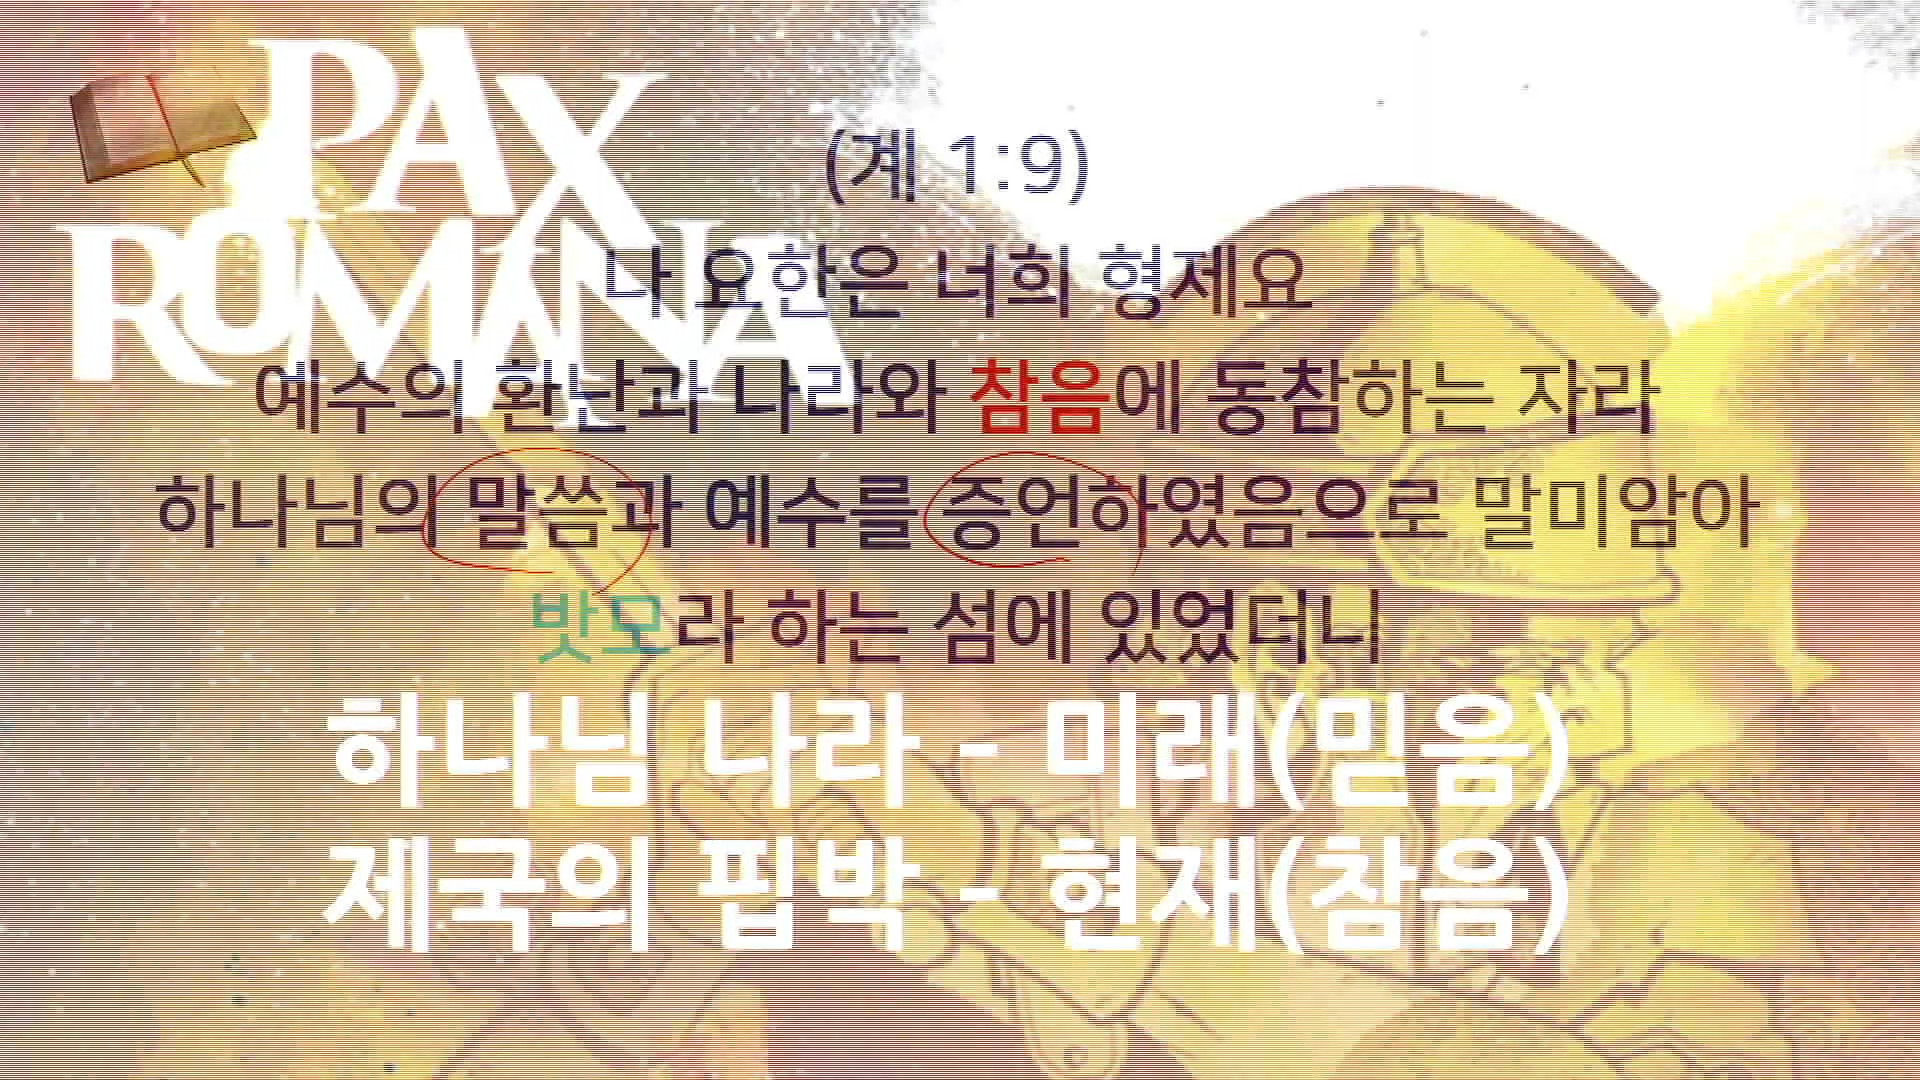 PAX
ROMANA
(계 1:9)
나 요한은 너희 형제요
예수의 환난과 나라와 참음에 동참하는 자라
하나님의 말씀과 예수를 증언하였음으로 말미암아
밧모라 하는 섬에 있었더니
하나님 나라 - 미래(믿음)
제국의 핍박 - 현재(참음)